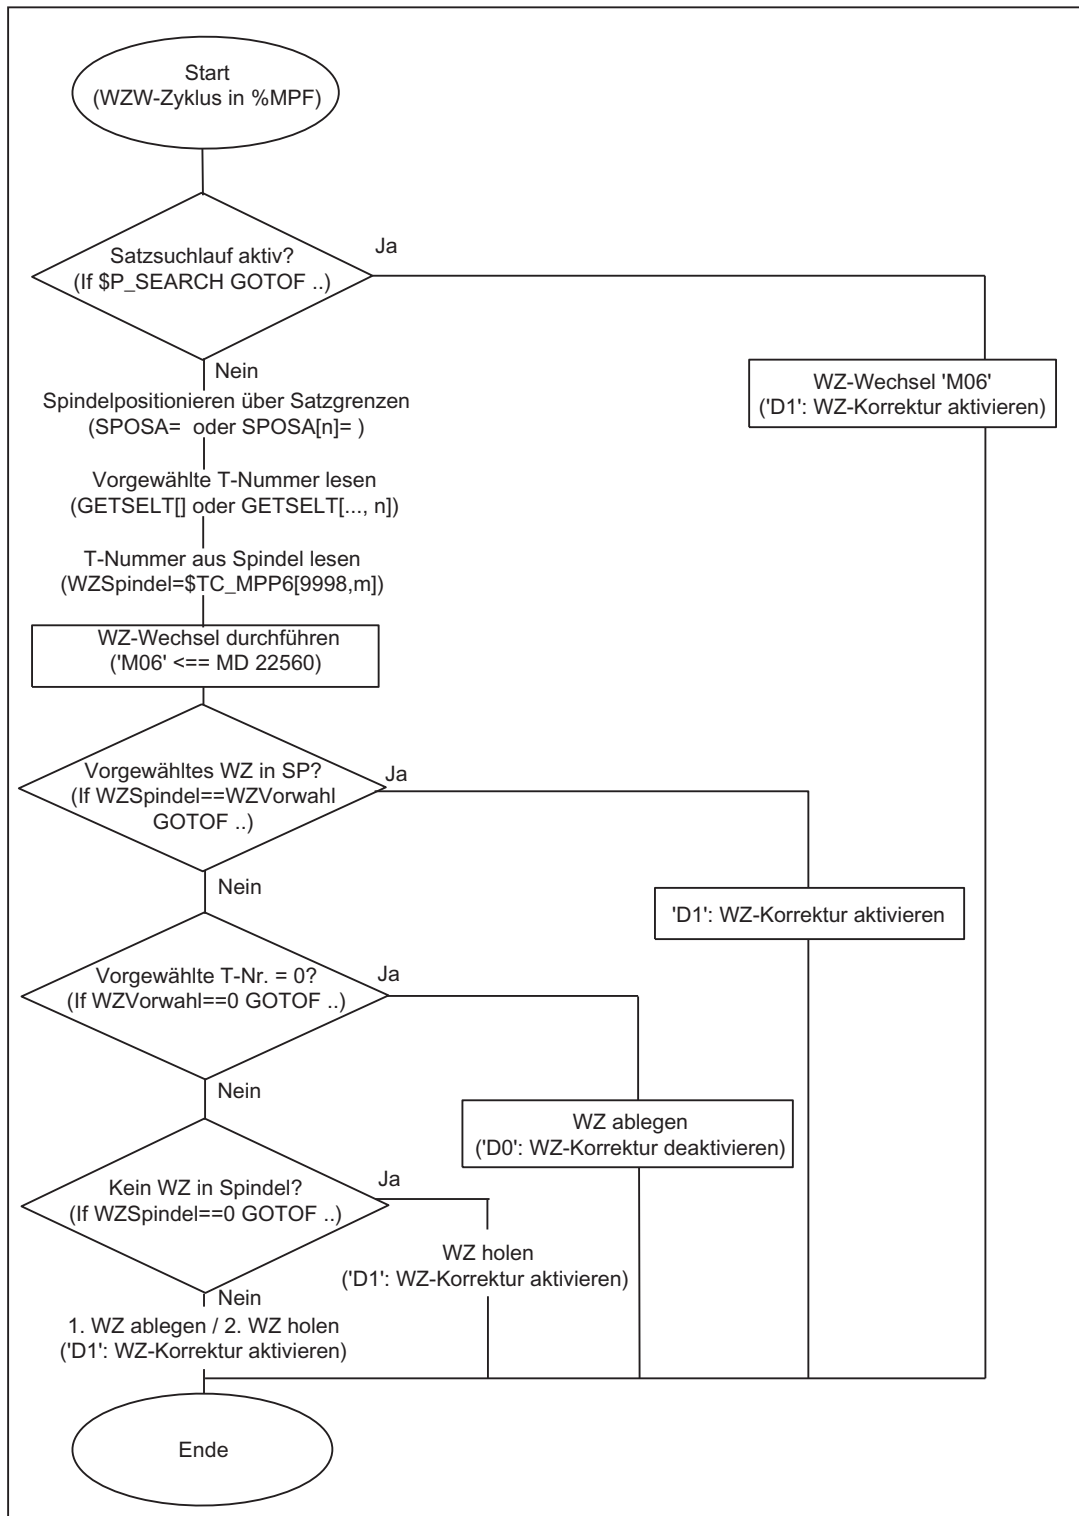 Start
(WZW-Zyklus in %MPF)
Satzsuchlauf aktiv?
(If $P_SEARCH GOTOF ..)
Ja
Nein
WZ-Wechsel 'M06'
('D1': WZ-Korrektur aktivieren)
Spindelpositionieren über Satzgrenzen
(SPOSA=  oder SPOSA[n]= )
Vorgewählte T-Nummer lesen
(GETSELT[] oder GETSELT[..., n])
T-Nummer aus Spindel lesen
(WZSpindel=$TC_MPP6[9998,m])
WZ-Wechsel durchführen
('M06' <== MD 22560)
Vorgewähltes WZ in SP?
(If WZSpindel==WZVorwahl
GOTOF ..)
Ja
Nein
'D1': WZ-Korrektur aktivieren
Vorgewählte T-Nr. = 0?
(If WZVorwahl==0 GOTOF ..)
Ja
Nein
WZ ablegen
('D0': WZ-Korrektur deaktivieren)
Kein WZ in Spindel?
(If WZSpindel==0 GOTOF ..)
Ja
WZ holen
('D1': WZ-Korrektur aktivieren)
Nein
1. WZ ablegen / 2. WZ holen
('D1': WZ-Korrektur aktivieren)
Ende